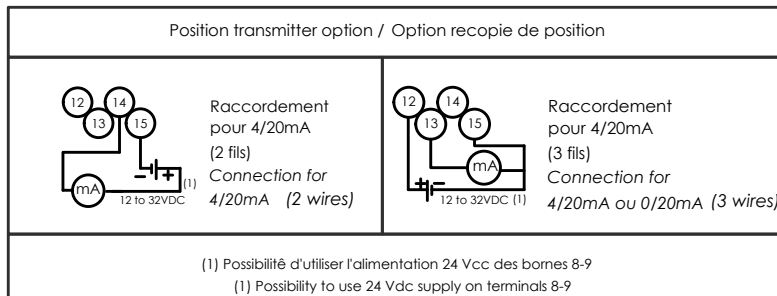 Position transmitter option / Option recopie de position
12
14
13
15
mA
- +
(1)
12 to 32VDC
Raccordement
pour 4/20mA
(2 fils)
Connection for
4/20mA (2 wires)
12
14
13
15
mA
+ -
12 to 32VDC (1)
Raccordement
pour 4/20mA
(3 fils)
Connection for
4/20mA ou 0/20mA (3 wires)
(1) Possibilitê d'utiliser l'alimentation 24 Vcc des bornes 8-9
(1) Possibility to use 24 Vdc supply on terminals 8-9